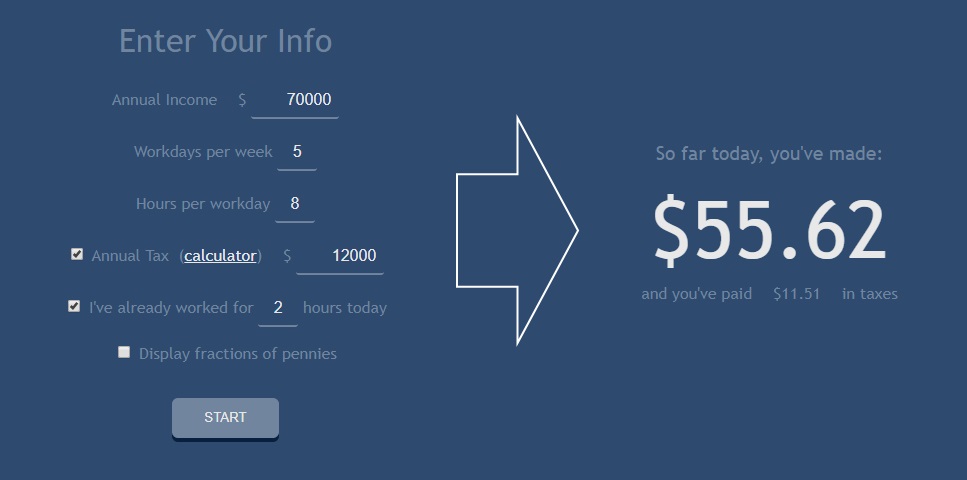 Enter Your Info
Annual Income $ 70000
Workdays per week 5
Hours per workday 8
Annual Tax (calculator) $ 12000
I've already worked for 2 hours today
Display fractions of pennies
START
So far today, you've made:
$55.62
and you've paid $11.51 in taxes